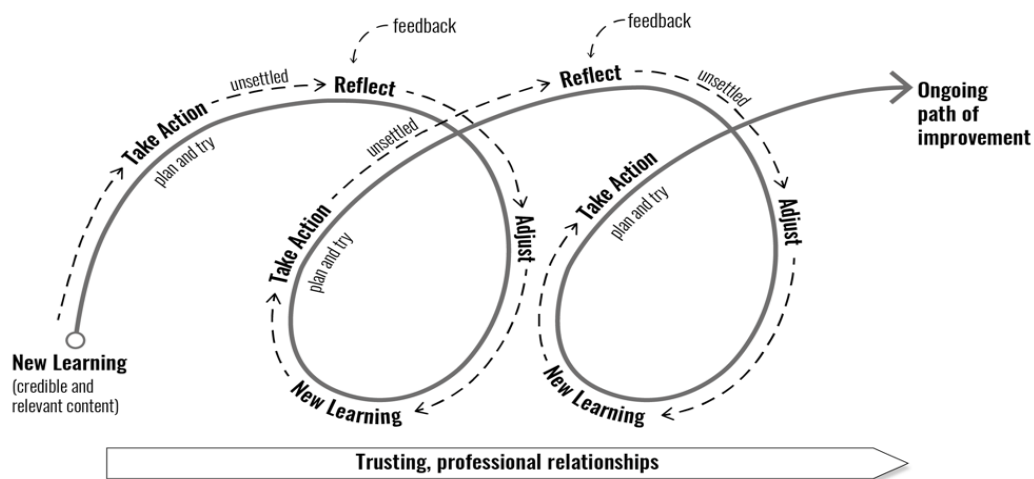 feedback
feedback
unsettled
Reflect
Reflect
unsettled
Take Action
plan and try
unsettled
Ongoing
path of
improvement
Take Action
plan and try
Adjust
Take Action
plan and try
Adjust
New Learning
(credible and
relevant content)
New Learning
New Learning
Trusting, professional relationships